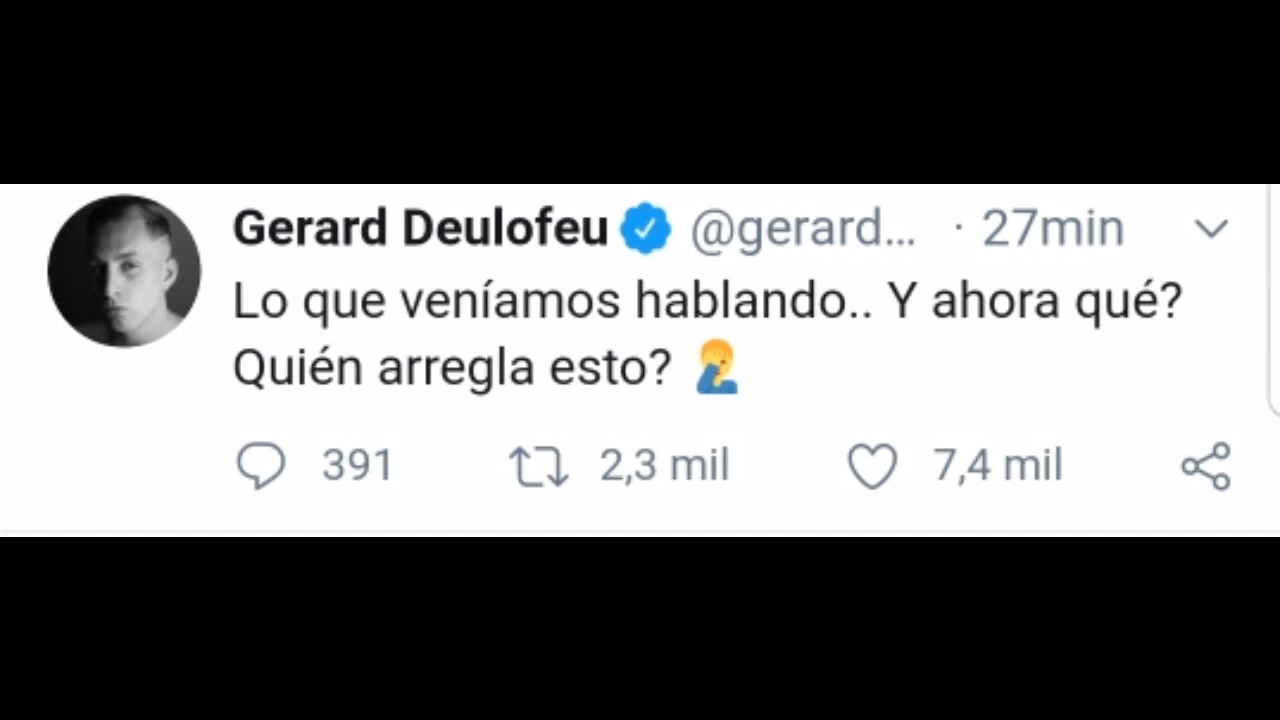 Gerard Deulofeu @gerard... · 27min
Lo que veníamos hablando.. Y ahora qué?
Quién arregla esto? 🤦‍♂️
391 2,3 mil 7,4 mil